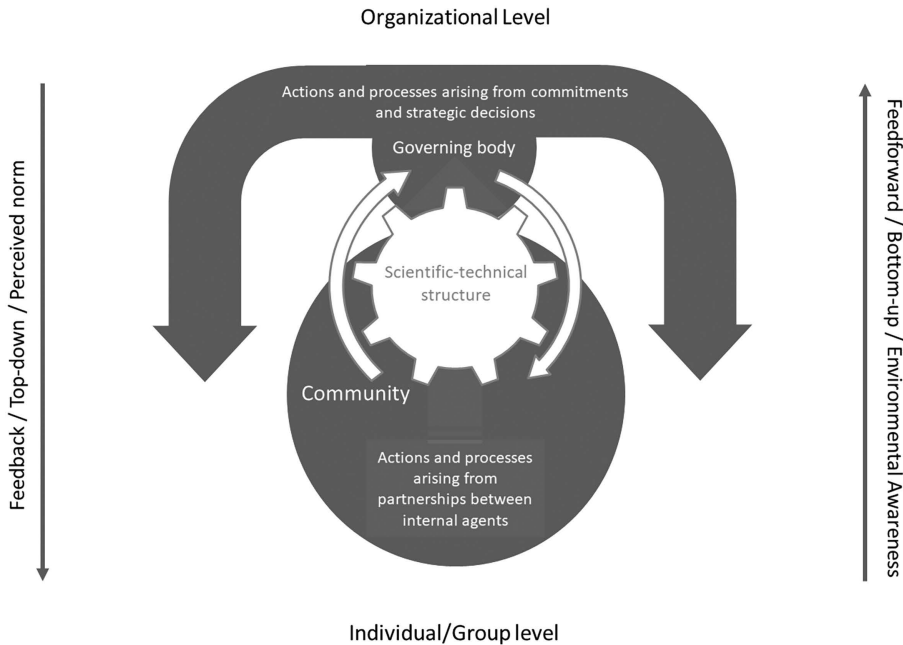 Organizational Level
Actions and processes arising from commitments
and strategic decisions
Governing body
Feedback / Top-down / Perceived norm
Feedforward / Bottom-up / Environmental Awareness
Scientific-technical
structure
Community
Actions and processes
arising from
partnerships between
internal agents
Individual/Group level